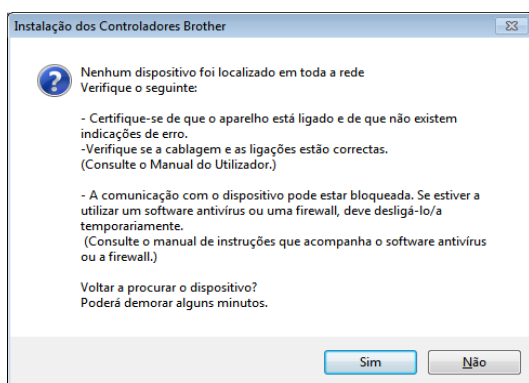 Instalação dos Controladores Brother
Nenhum dispositivo foi localizado em toda a rede
Verifique o seguinte:
- Certifique-se de que o aparelho está ligado e de que não existem
indicações de erro.
-Verifique se a cablagem e as ligações estão correctas.
(Consulte o Manual do Utilizador.)
- A comunicação com o dispositivo pode estar bloqueada. Se estiver a
utilizar um software antivírus ou uma firewall, deve desligá-lo/a
temporariamente.
(Consulte o manual de instruções que acompanha o software antivírus
ou a firewall.)
Voltar a procurar o dispositivo?
Poderá demorar alguns minutos.
Sim
Não